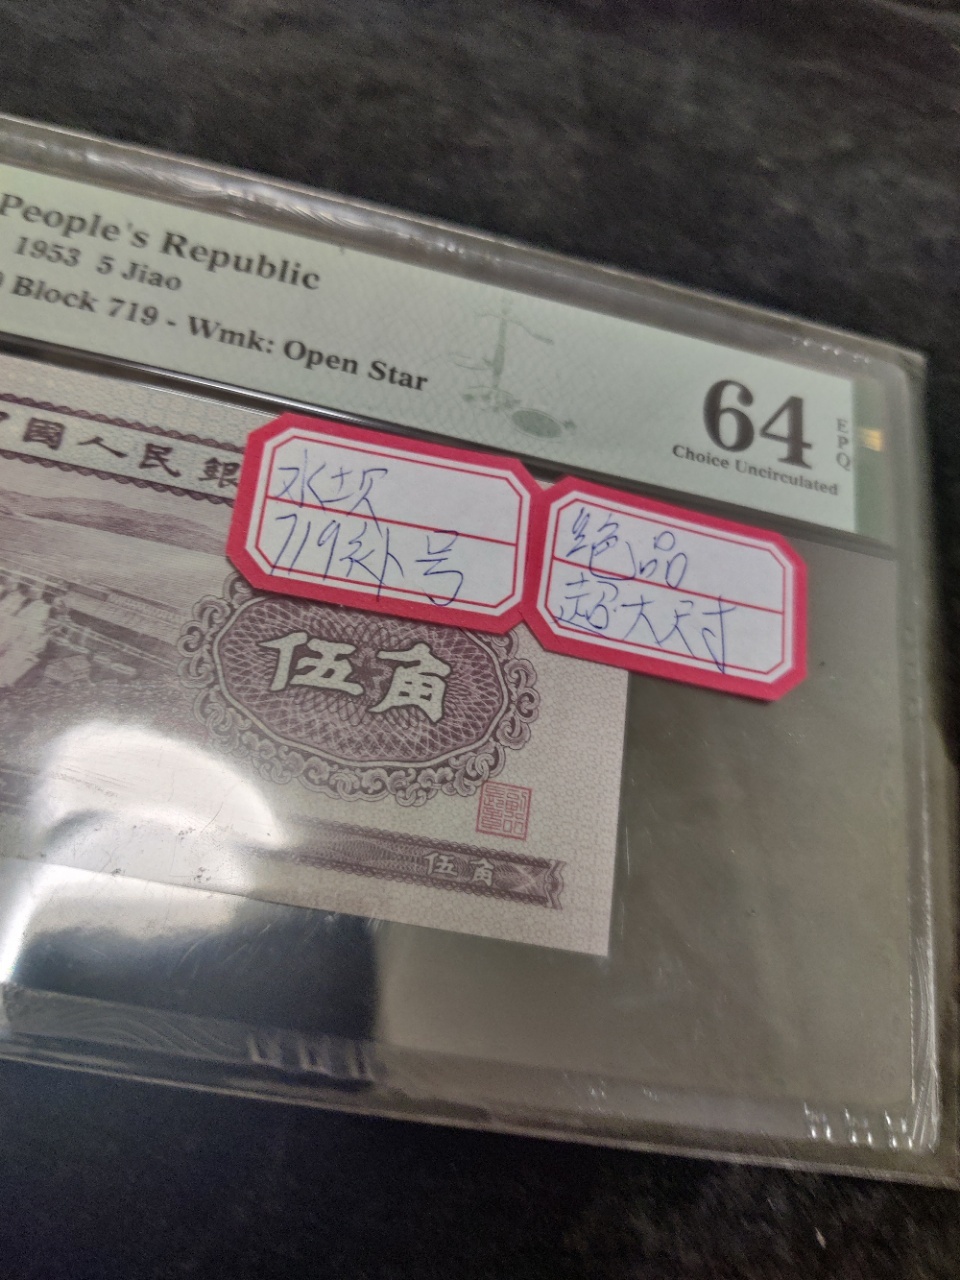 People's Republic
1953 5 Jiao
) Block 719 - Wmk: Open Star
64
EPQ
Choice Uncirculated
中國人民銀
水坝
719补号
绝品
超大尺寸
伍角
伍角